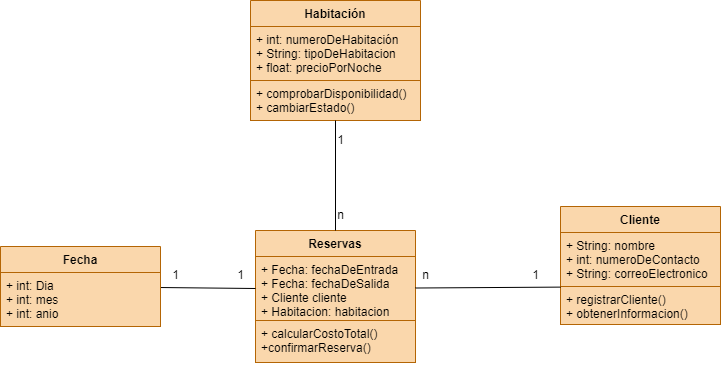 Habitación
+ int: numeroDeHabitación
+ String: tipoDeHabitacion
+ float: precioPorNoche
+ comprobarDisponibilidad()
+ cambiarEstado()
1
n
Fecha
+ int: Dia
+ int: mes
+ int: anio
1
1
Reservas
+ Fecha: fechaDeEntrada
+ Fecha: fechaDeSalida
+ Cliente cliente
+ Habitacion: habitacion
+ calcularCostoTotal()
+confirmarReserva()
n
1
Cliente
+ String: nombre
+ int: numeroDeContacto
+ String: correoElectronico
+ registrarCliente()
+ obtenerInformacion()